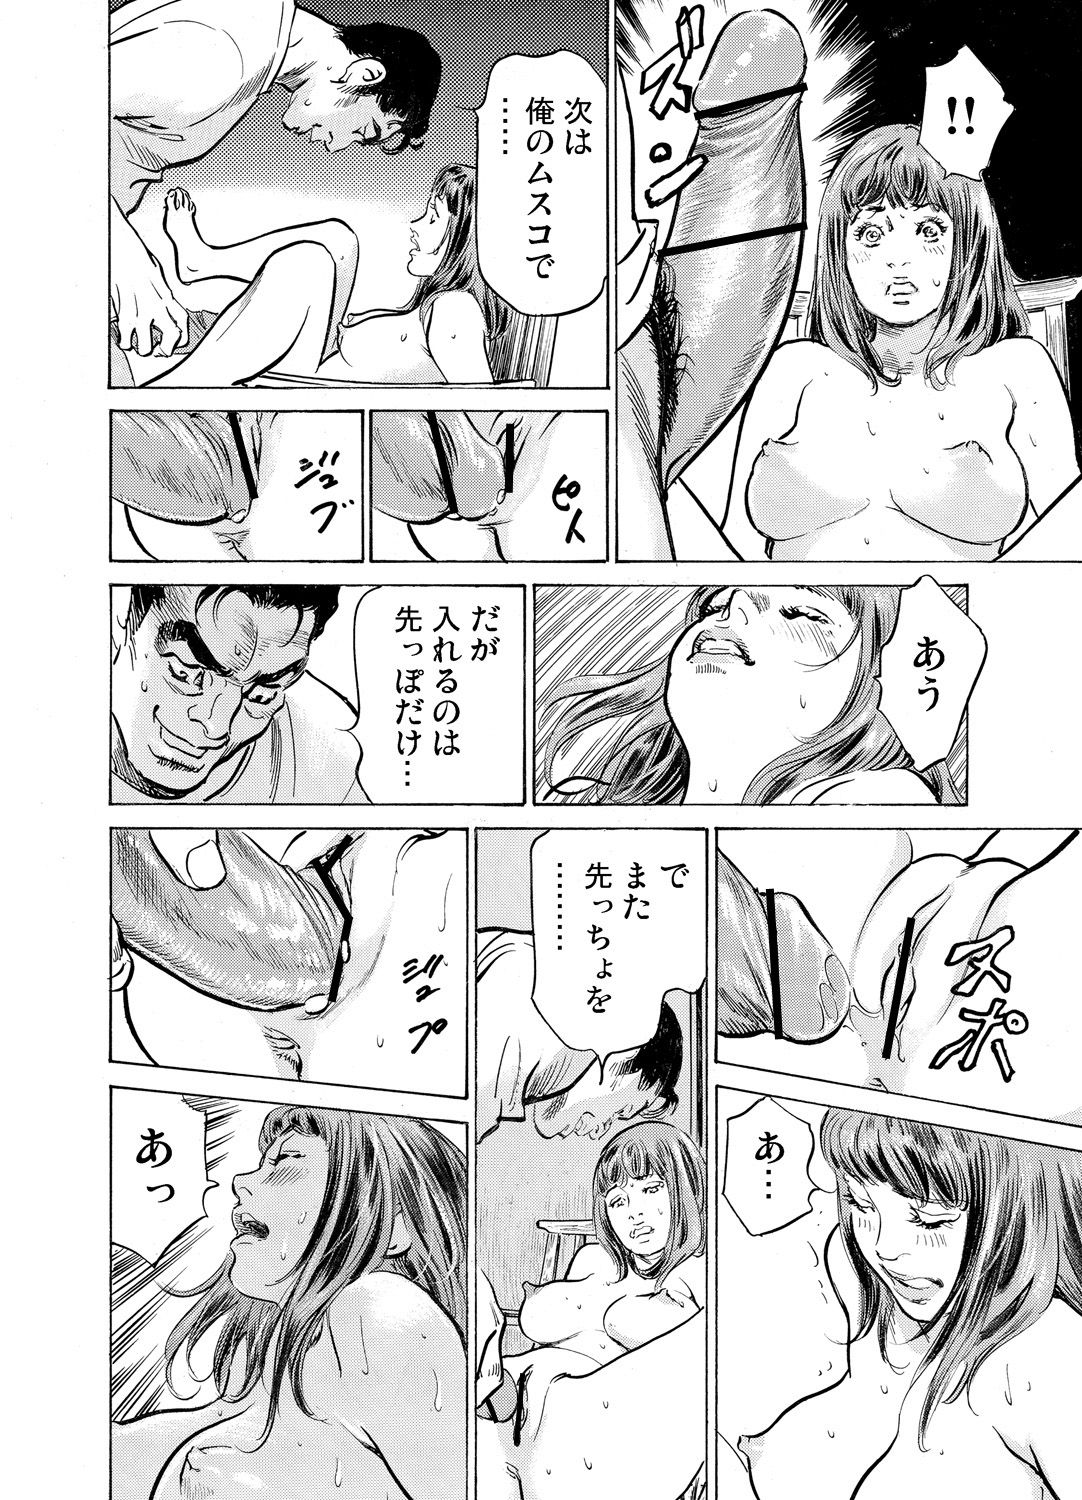 !!
ズンッ
次は
俺のムスコで
……
ピト
ジュブ
あう
だが
入れるのは
先っぽだけ…
スポ
で
また
先っちょを
………
ジュプ
あ…
あっ